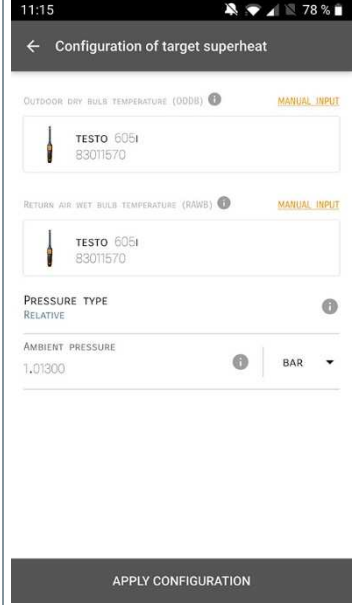 11:15 78 %
Configuration of target superheat
OUTDOOR DRY BULB TEMPERATURE (ODDB) MANUAL INPUT
TESTO 605I
83011570
RETURN AIR WET BULB TEMPERATURE (RAWB) MANUAL INPUT
TESTO 605I
83011570
PRESSURE TYPE
RELATIVE
AMBIENT PRESSURE
1.01300 BAR
APPLY CONFIGURATION